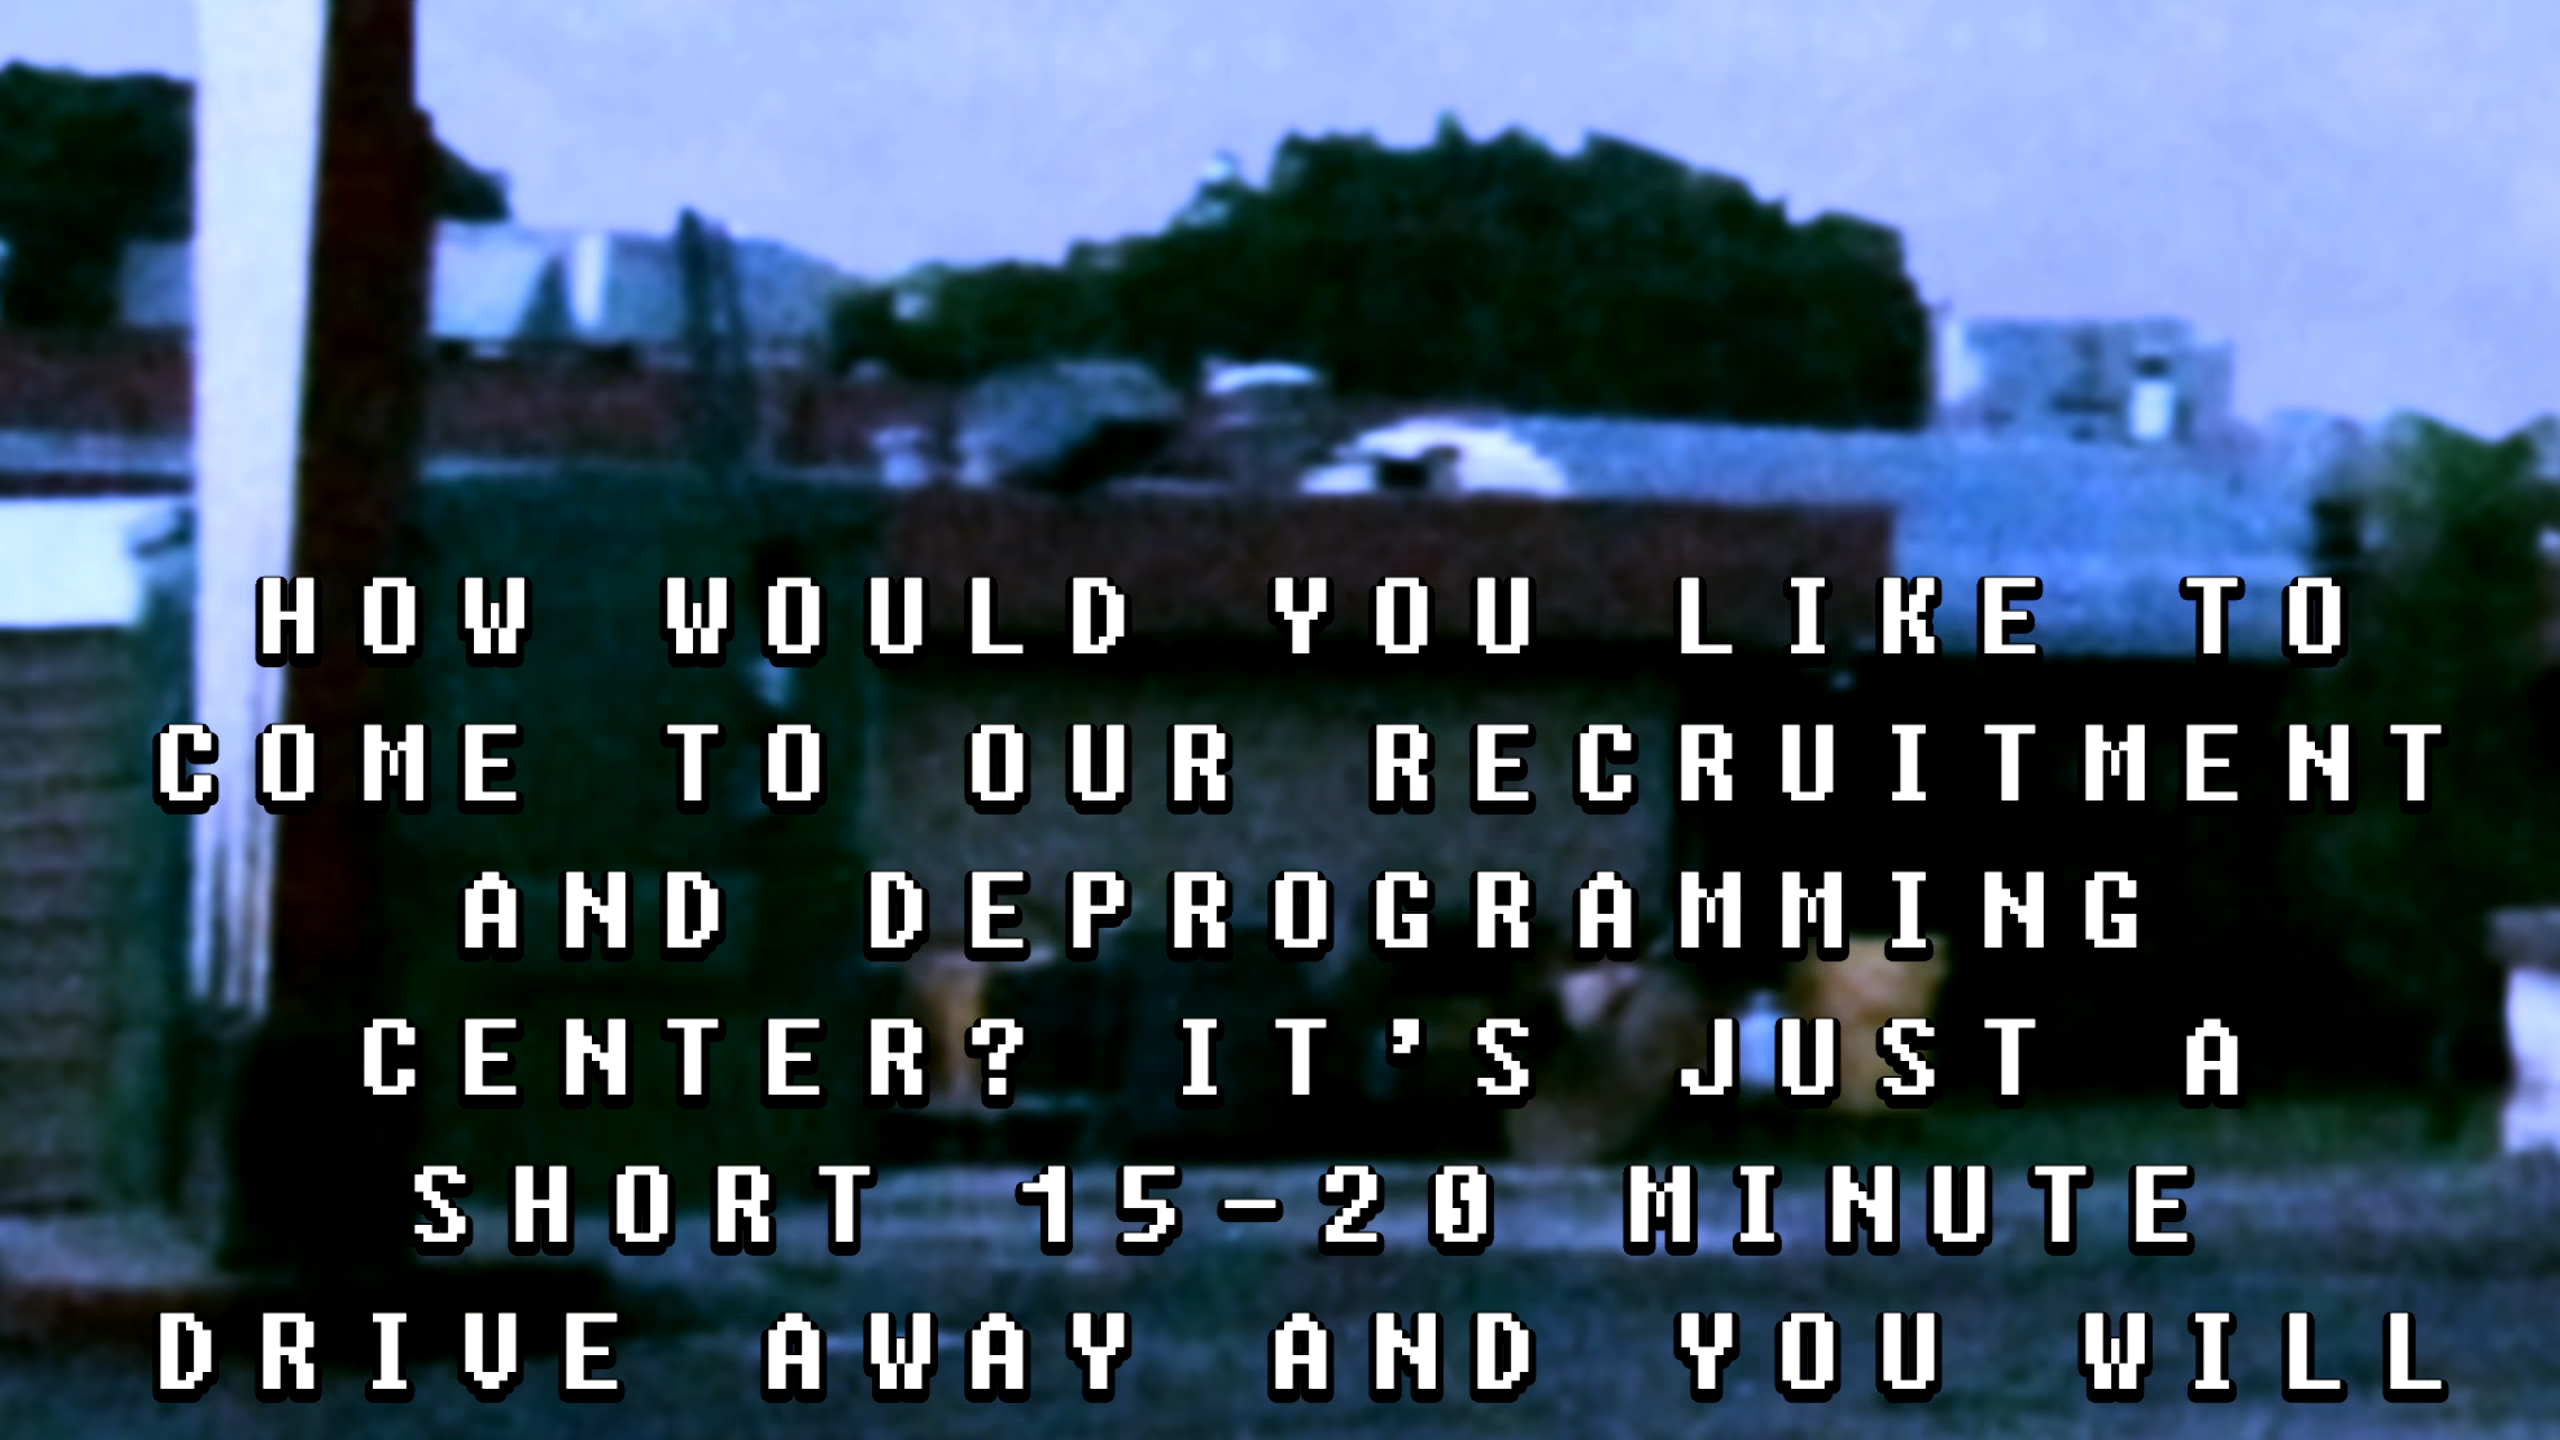 HOW WOULD YOU LIKE TO
COME TO OUR RECRUITMENT
AND DEPROGRAMMING
CENTER? IT'S JUST A
SHORT 15-20 MINUTE
DRIVE AWAY AND YOU WILL